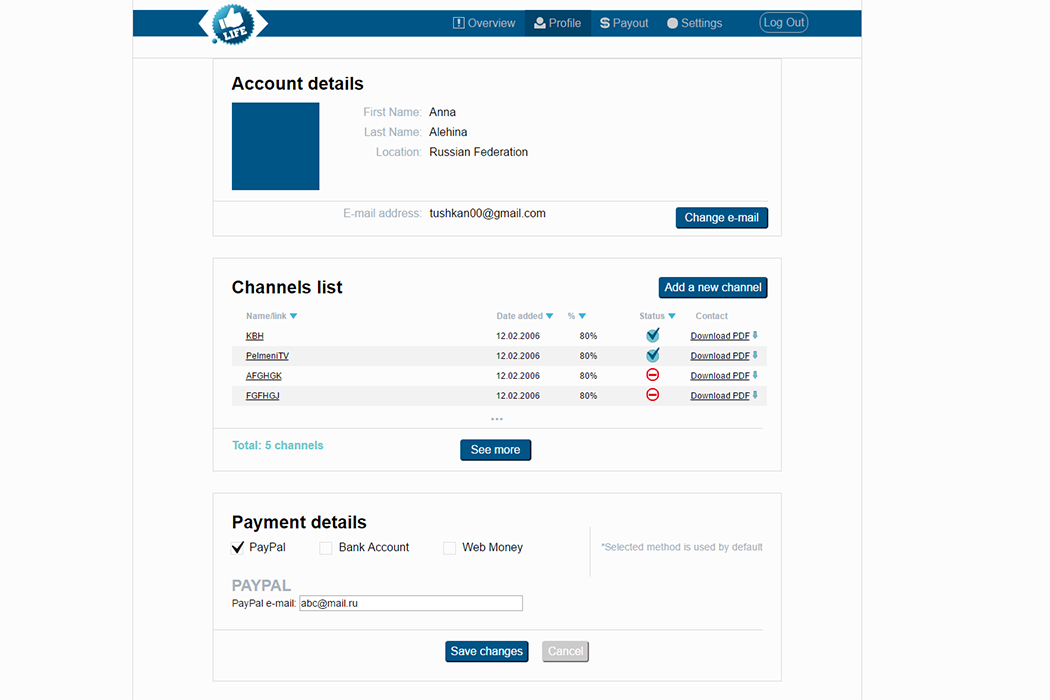 LIFE
Overview Profile Payout Settings Log Out
Account details
First Name: Anna
Last Name: Alehina
Location: Russian Federation
E-mail address: tushkan00@gmail.com Change e-mail
Channels list Add a new channel
Name/link Date added % Status Contact
KBH 12.02.2006 80% Download PDF
PelmeniTV 12.02.2006 80% Download PDF
AFGHGK 12.02.2006 80% Download PDF
FGFHGJ 12.02.2006 80% Download PDF
...
Total: 5 channels See more
Payment details
PayPal Bank Account Web Money *Selected method is used by default
PAYPAL
PayPal e-mail: abc@mail.ru
Save changes Cancel